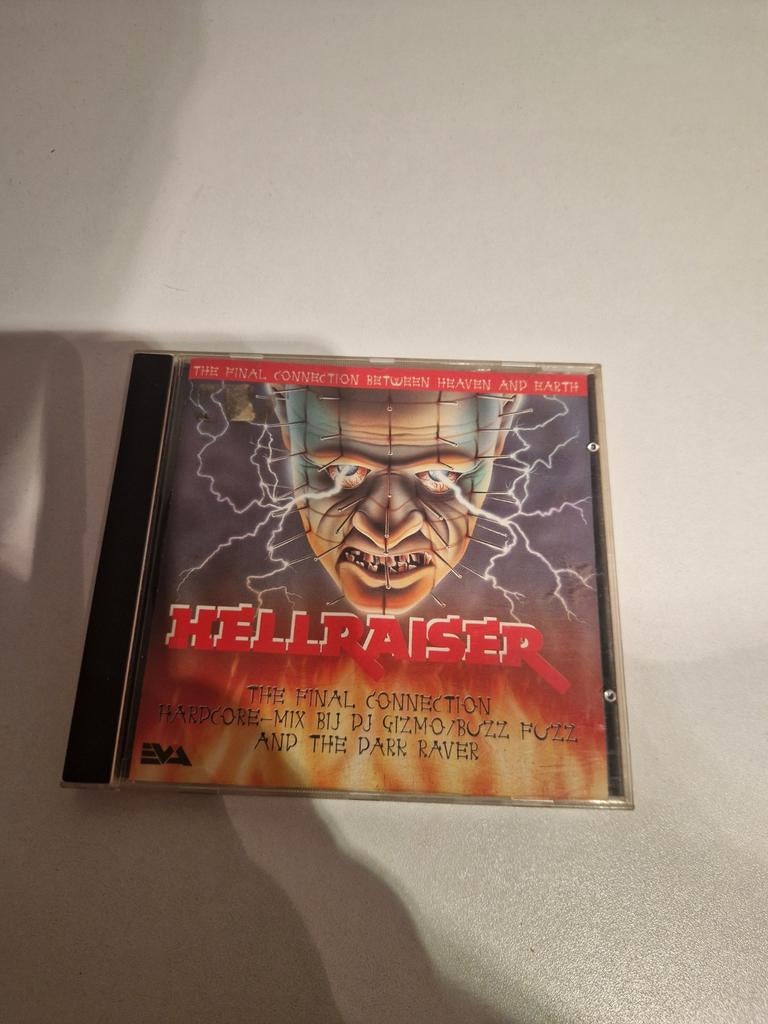 THE FINAL CONNECTION BETWEEN HEAVEN AND EARTH
HELLRAISER
THE FINAL CONNECTION
HARDCORE-MIX BIJ DJ GIZMO/BUZZ FUZZ
AND THE DARK RAVER
EVA